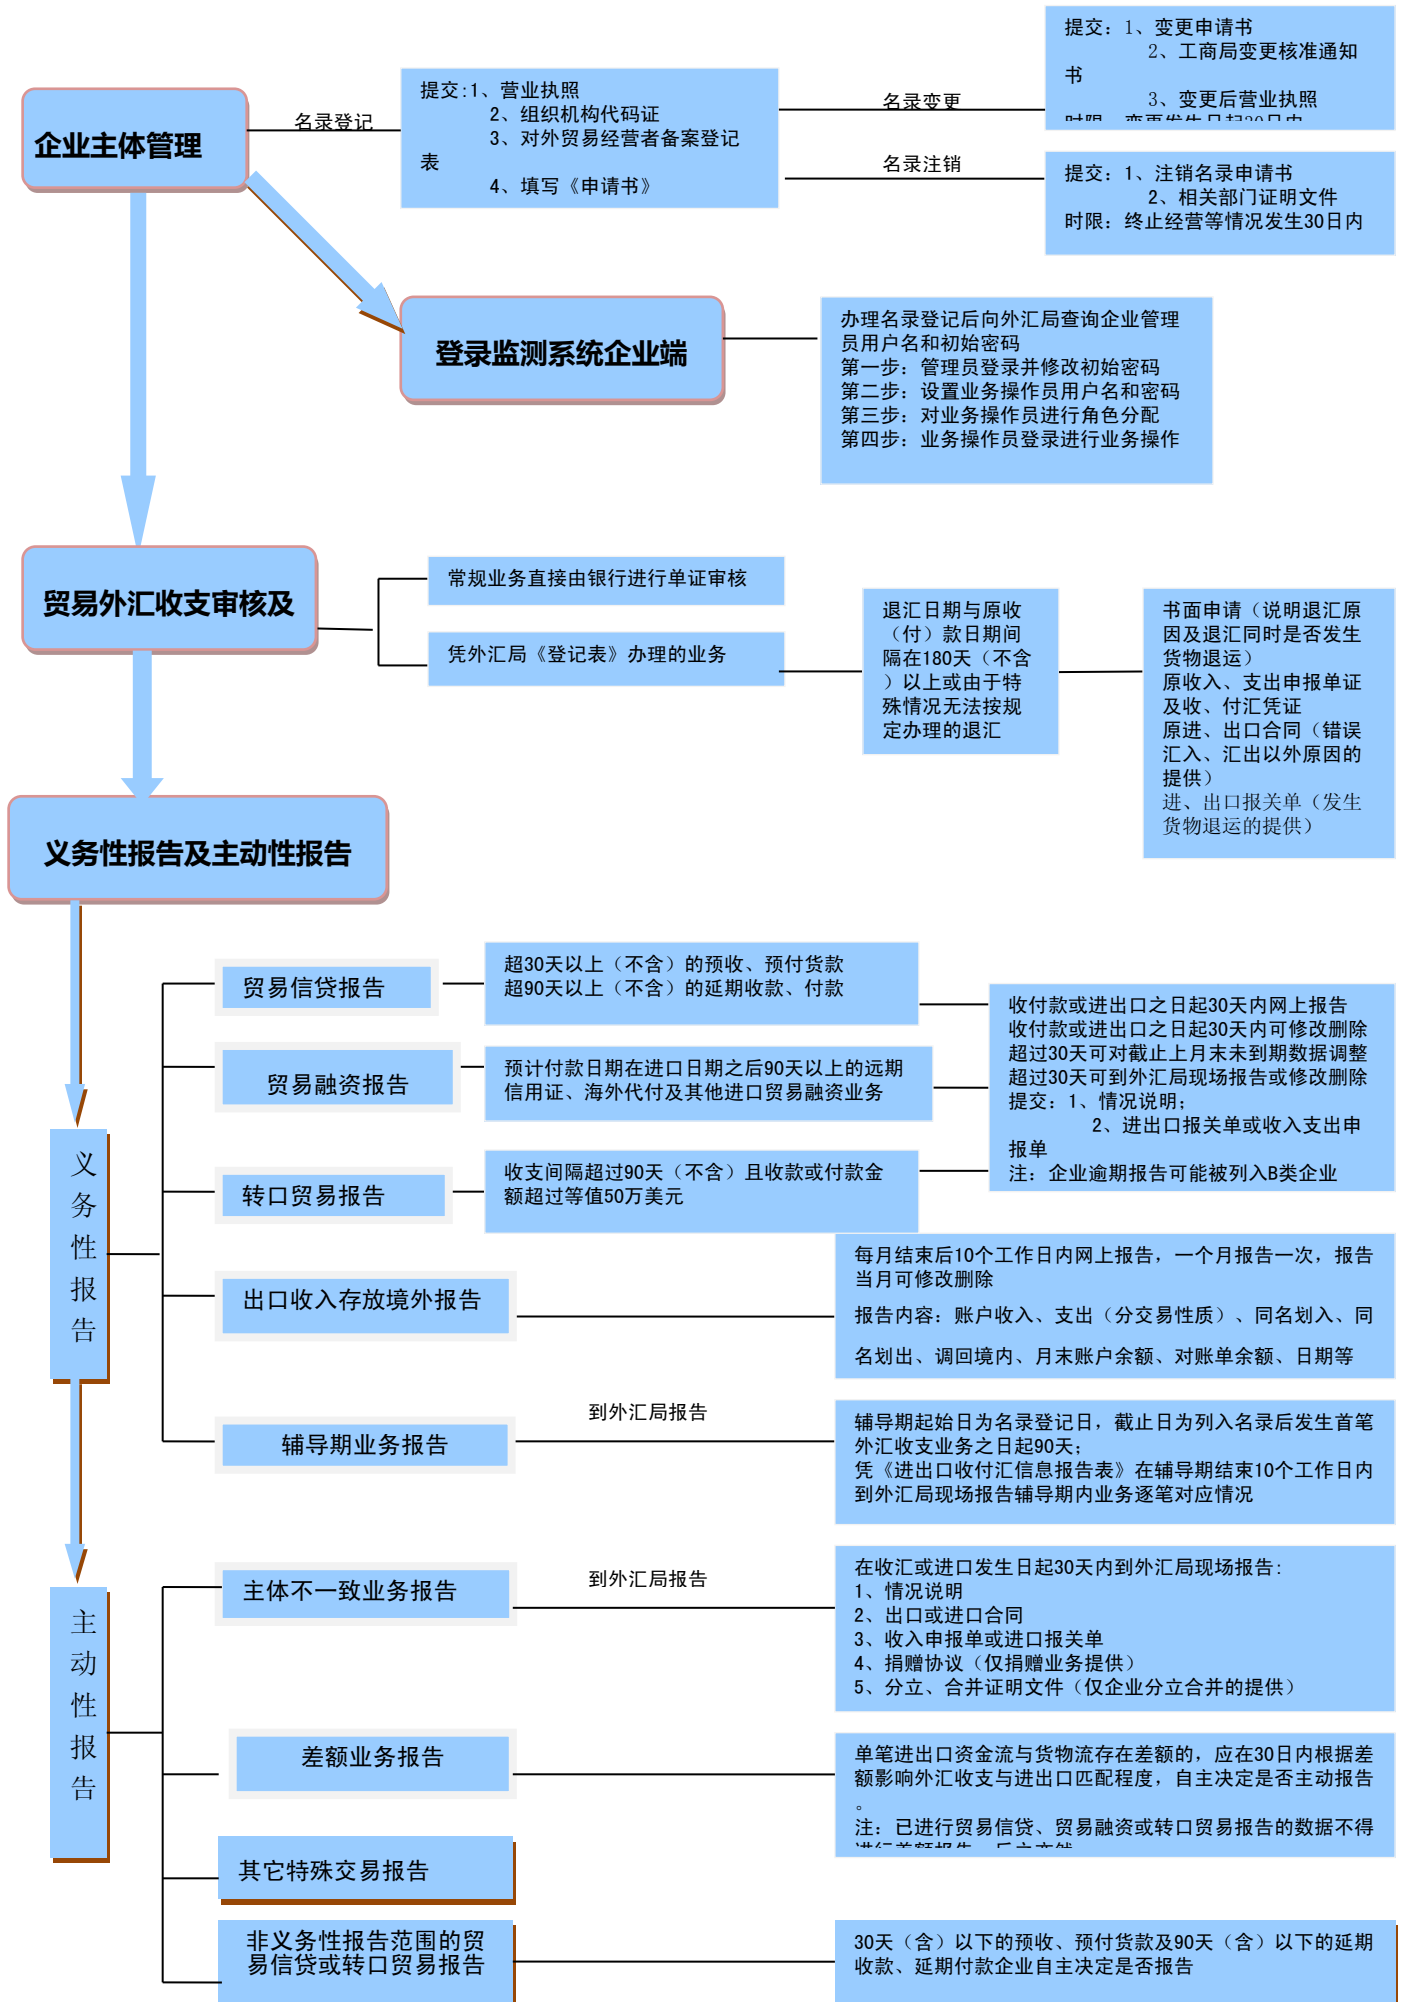 提交：1、变更申请书
2、工商局变更核准通知
书
3、变更后营业执照
时限：变更发生日起30日内
企业主体管理
名录登记
提交:1、营业执照
2、组织机构代码证
3、对外贸易经营者备案登记
表
4、填写《申请书》
名录变更
名录注销
提交：1、注销名录申请书
2、相关部门证明文件
时限：终止经营等情况发生30日内
登录监测系统企业端
办理名录登记后向外汇局查询企业管理
员用户名和初始密码
第一步：管理员登录并修改初始密码
第二步：设置业务操作员用户名和密码
第三步：对业务操作员进行角色分配
第四步：业务操作员登录进行业务操作
贸易外汇收支审核及
常规业务直接由银行进行单证审核
凭外汇局《登记表》办理的业务
退汇日期与原收
（付）款日期间
隔在180天（不含
）以上或由于特
殊情况无法按规
定办理的退汇
书面申请（说明退汇原
因及退汇同时是否发生
货物退运）
原收入、支出申报单证
及收、付汇凭证
原进、出口合同（错误
汇入、汇出以外原因的
提供）
进、出口报关单（发生
货物退运的提供）
义务性报告及主动性报告
义务性报告
贸易信贷报告
超30天以上（不含）的预收、预付货款
超90天以上（不含）的延期收款、付款
贸易融资报告
预计付款日期在进口日期之后90天以上的远期
信用证、海外代付及其他进口贸易融资业务
转口贸易报告
收支间隔超过90天（不含）且收款或付款金
额超过等值50万美元
收付款或进出口之日起30天内网上报告
收付款或进出口之日起30天内可修改删除
超过30天可对截止上月末未到期数据调整
超过30天可到外汇局现场报告或修改删除
提交：1、情况说明；
2、进出口报关单或收入支出申
报单
注：企业逾期报告可能被列入B类企业
出口收入存放境外报告
每月结束后10个工作日内网上报告，一个月报告一次，报告
当月可修改删除
报告内容：账户收入、支出（分交易性质）、同名划入、同
名划出、调回境内、月末账户余额、对账单余额、日期等
辅导期业务报告
到外汇局报告
辅导期起始日为名录登记日，截止日为列入名录后发生首笔
外汇收支业务之日起90天；
凭《进出口收付汇信息报告表》在辅导期结束10个工作日内
到外汇局现场报告辅导期内业务逐笔对应情况
主动性报告
主体不一致业务报告
到外汇局报告
在收汇或进口发生日起30天内到外汇局现场报告：
1、情况说明
2、出口或进口合同
3、收入申报单或进口报关单
4、捐赠协议（仅捐赠业务提供）
5、分立、合并证明文件（仅企业分立合并的提供）
差额业务报告
单笔进出口资金流与货物流存在差额的，应在30日内根据差
额影响外汇收支与进出口匹配程度，自主决定是否主动报告
。
注：已进行贸易信贷、贸易融资或转口贸易报告的数据不得
进行差额报告，反之亦然
其它特殊交易报告
非义务性报告范围的贸
易信贷或转口贸易报告
30天（含）以下的预收、预付货款及90天（含）以下的延期
收款、延期付款企业自主决定是否报告